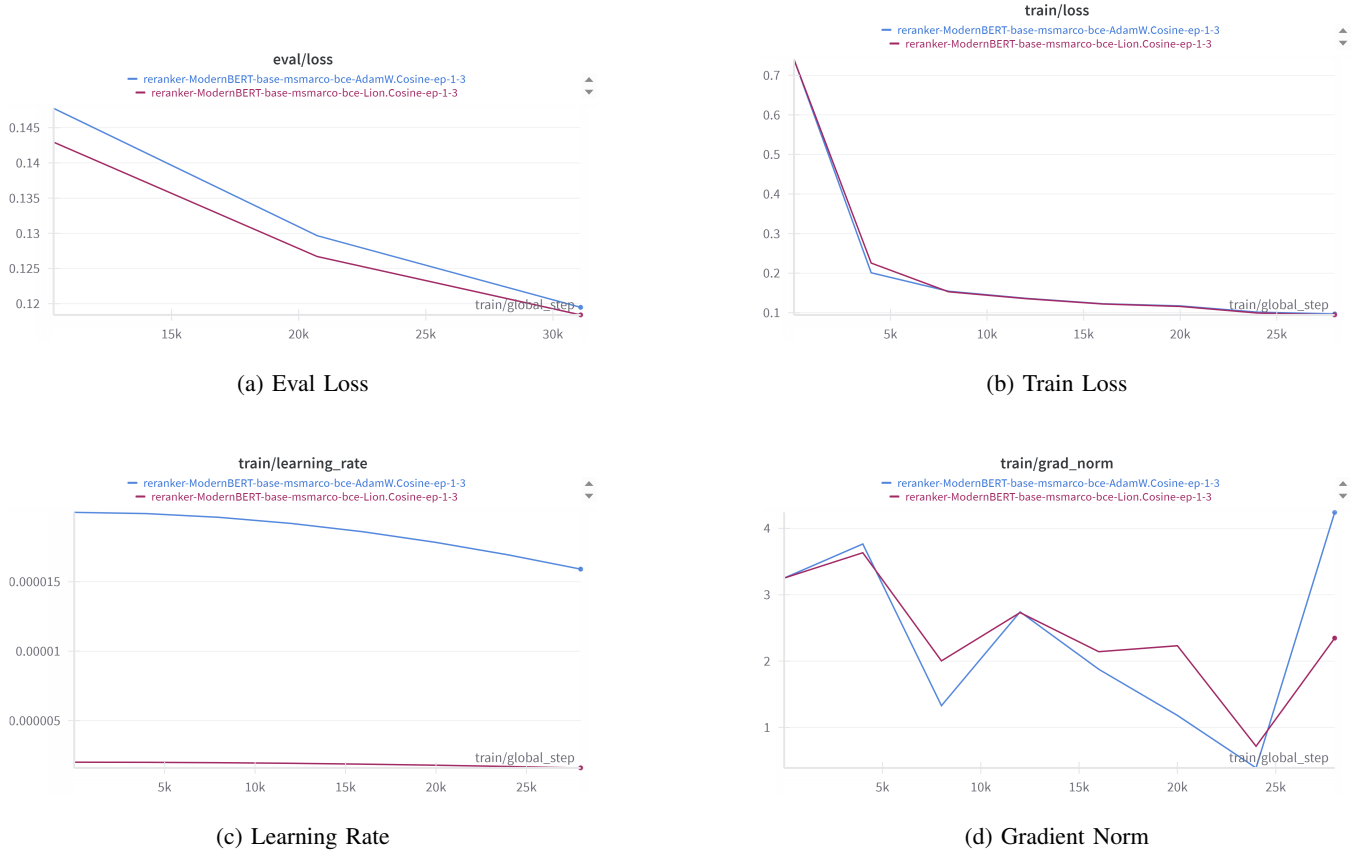 eval/loss
reranker-ModernBERT-base-msmarco-bce-AdamW.Cosine-ep-1-3
reranker-ModernBERT-base-msmarco-bce-Lion.Cosine-ep-1-3
0.145
0.14
0.135
0.13
0.125
0.12
train/global_step
15k 20k 25k 30k
(a) Eval Loss
train/loss
reranker-ModernBERT-base-msmarco-bce-AdamW.Cosine-ep-1-3
reranker-ModernBERT-base-msmarco-bce-Lion.Cosine-ep-1-3
0.7
0.6
0.5
0.4
0.3
0.2
0.1
train/global_step
5k 10k 15k 20k 25k
(b) Train Loss
train/learning_rate
reranker-ModernBERT-base-msmarco-bce-AdamW.Cosine-ep-1-3
reranker-ModernBERT-base-msmarco-bce-Lion.Cosine-ep-1-3
0.000015
0.00001
0.000005
train/global_step
5k 10k 15k 20k 25k
(c) Learning Rate
train/grad_norm
reranker-ModernBERT-base-msmarco-bce-AdamW.Cosine-ep-1-3
reranker-ModernBERT-base-msmarco-bce-Lion.Cosine-ep-1-3
4
3
2
1
train/global_step
5k 10k 15k 20k 25k
(d) Gradient Norm